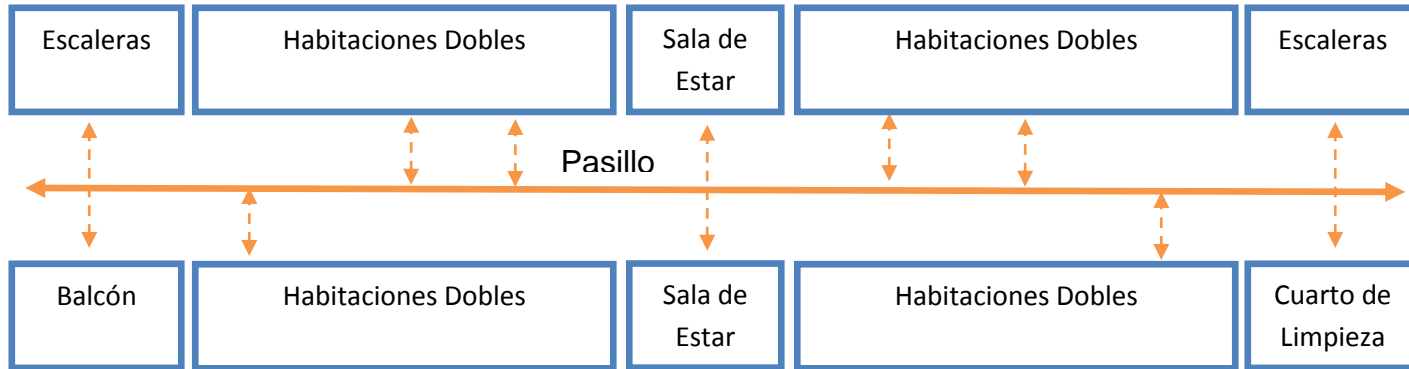 Escaleras
Habitaciones Dobles
Sala de
Estar
Habitaciones Dobles
Escaleras
Pasillo
Balcón
Habitaciones Dobles
Sala de
Estar
Habitaciones Dobles
Cuarto de
Limpieza